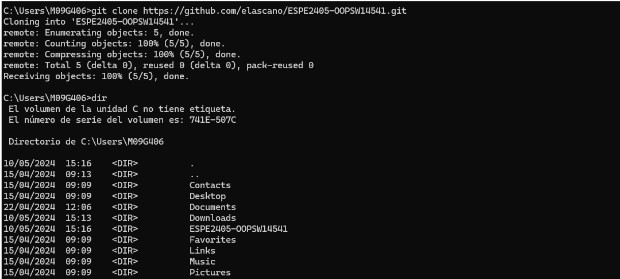 C:\Users\M09G406>git clone https://github.com/elascano/ESPE2405-OOPSW14541.git
Cloning into 'ESPE2405-OOPSW14541'...
remote: Enumerating objects: 5, done.
remote: Counting objects: 100% (5/5), done.
remote: Compressing objects: 100% (5/5), done.
remote: Total 5 (delta 0), reused 0 (delta 0), pack-reused 0
Receiving objects: 100% (5/5), done.
C:\Users\M09G406>dir
El volumen de la unidad C no tiene etiqueta.
El número de serie del volumen es: 741E-507C
Directorio de C:\Users\M09G406
10/05/2024 15:16 <DIR> .
15/04/2024 09:13 <DIR> ..
15/04/2024 09:09 <DIR> Contacts
15/04/2024 09:09 <DIR> Desktop
22/04/2024 12:06 <DIR> Documents
10/05/2024 15:13 <DIR> Downloads
10/05/2024 15:16 <DIR> ESPE2405-OOPSW14541
15/04/2024 09:09 <DIR> Favorites
15/04/2024 09:09 <DIR> Links
15/04/2024 09:09 <DIR> Music
15/04/2024 09:09 <DIR> Pictures